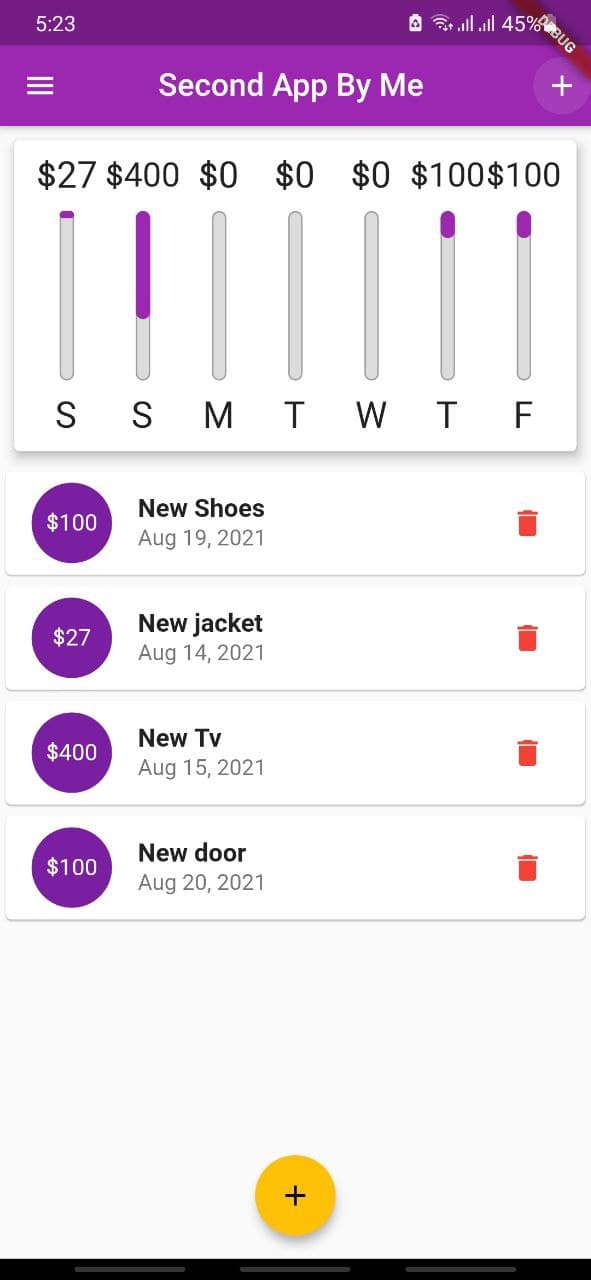 5:23 45%
DEBUG
Second App By Me
$27 $400 $0 $0 $0 $100 $100
S S M T W T F
$100 New Shoes
Aug 19, 2021
$27 New jacket
Aug 14, 2021
$400 New Tv
Aug 15, 2021
$100 New door
Aug 20, 2021